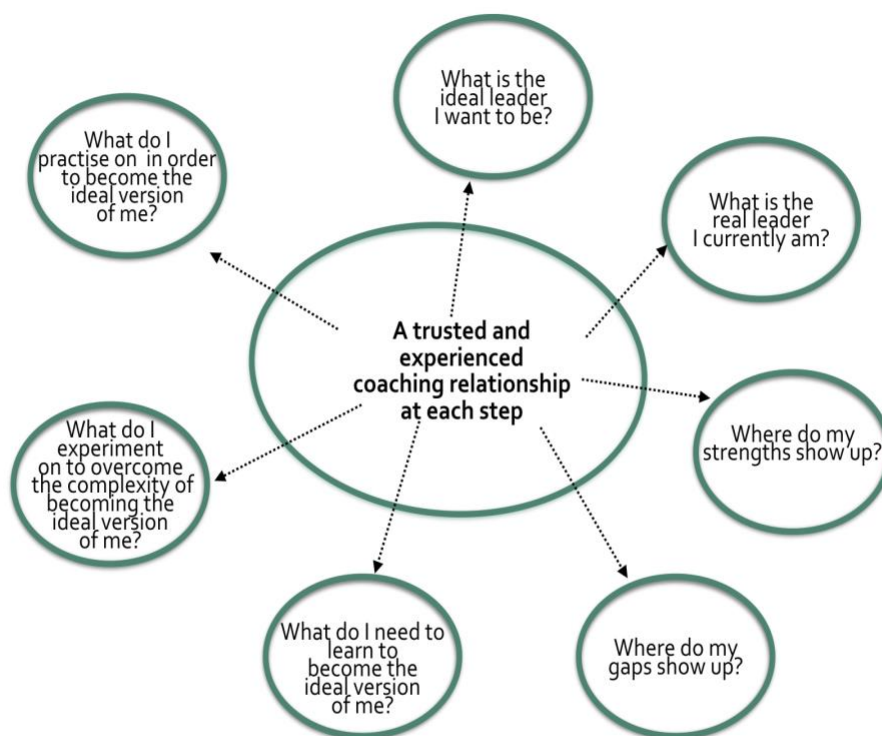 What is the
ideal leader
I want to be?
What is the
real leader
I currently am?
Where do my
strengths show up?
Where do my
gaps show up?
What do I need to
learn to
become the
ideal version
of me?
What do I
experiment
on to overcome
the complexity of
becoming the
ideal version
of me?
What do I
practise on in order
to become the
ideal version
of me?
A trusted and
experienced
coaching relationship
at each step